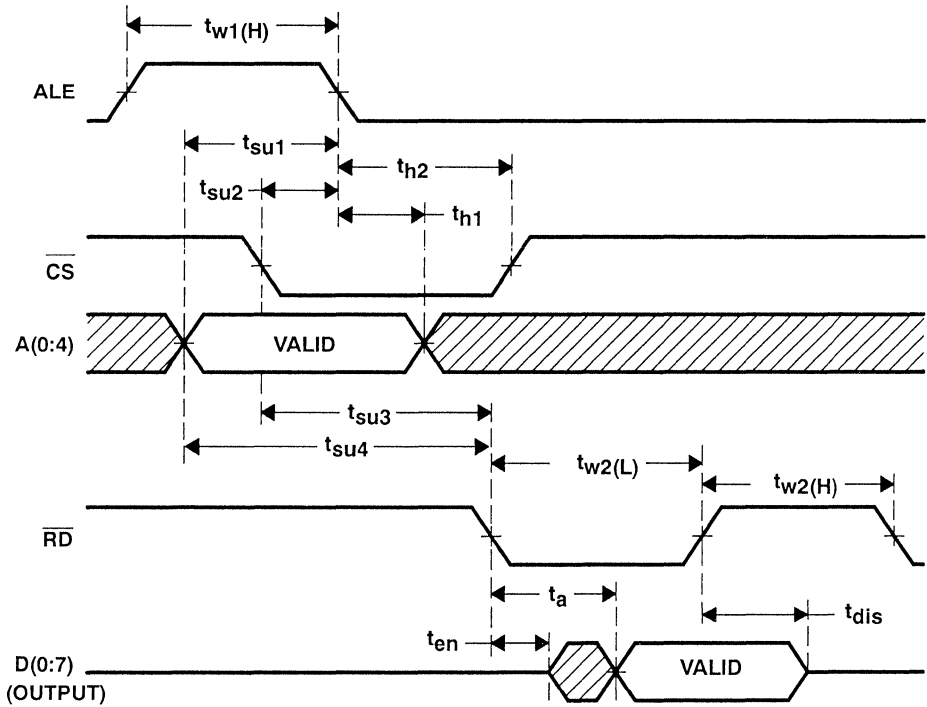 tw1(H)
ALE
tsu1
th2
tsu2
th1
CS
A(0:4)
VALID
tsu3
tsu4
tw2(L)
tw2(H)
RD
ta
tdis
ten
D(0:7)
(OUTPUT)
VALID